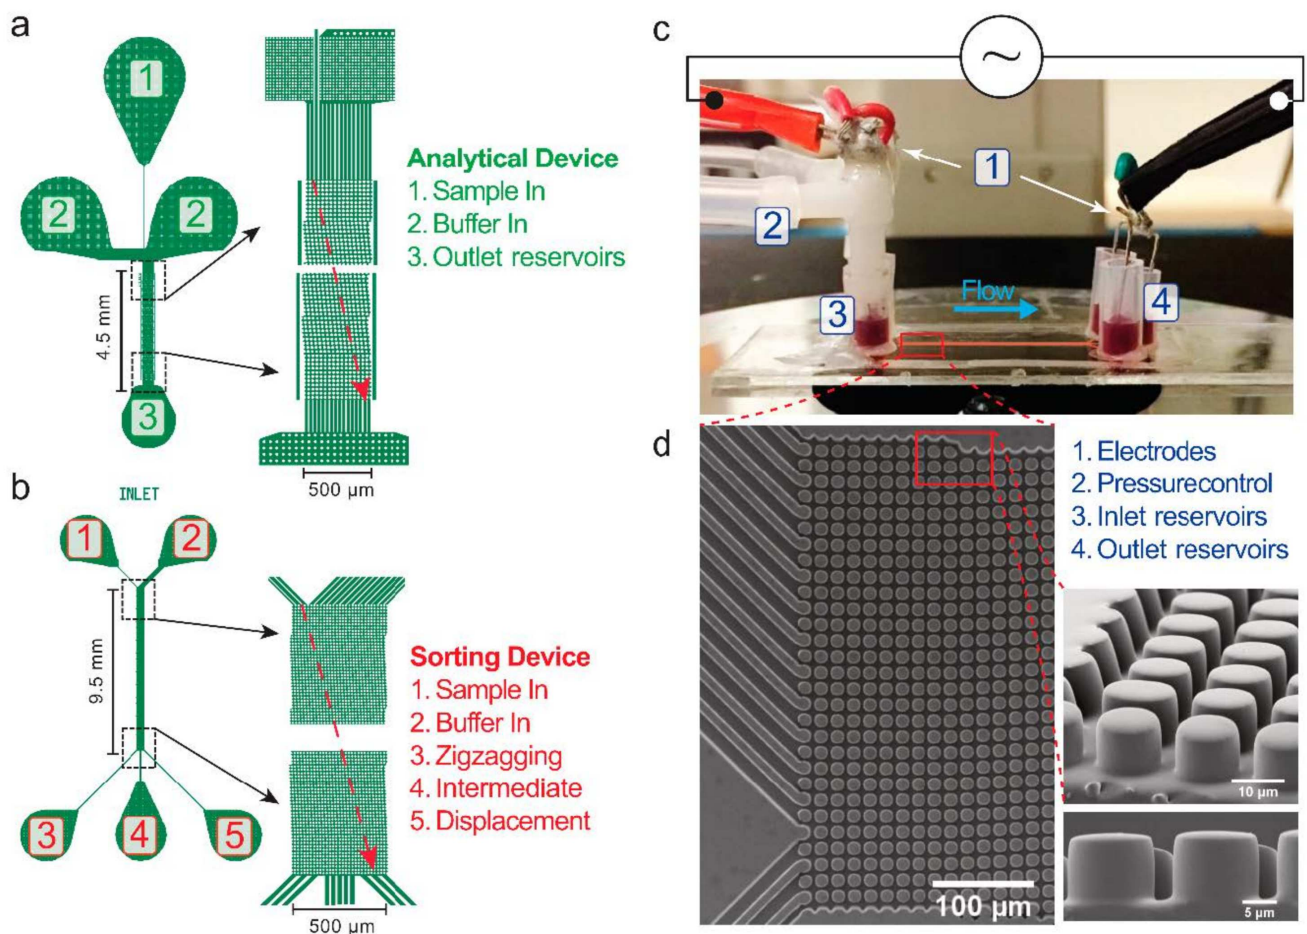 a
1
2
2
3
4.5 mm
500 µm
Analytical Device
1. Sample In
2. Buffer In
3. Outlet reservoirs
b
INLET
1
2
9.5 mm
3
4
5
500 µm
Sorting Device
1. Sample In
2. Buffer In
3. Zigzagging
4. Intermediate
5. Displacement
c
~
1
2
3
Flow
4
d
100 µm
1. Electrodes
2. Pressurecontrol
3. Inlet reservoirs
4. Outlet reservoirs
10 µm
5 µm